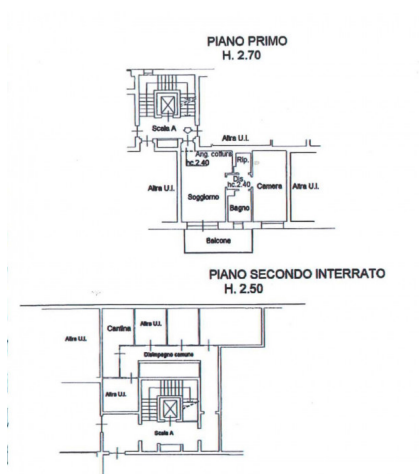 PIANO PRIMO
H. 2.70
Scala A
Altra U.I.
Ang. cottura
hc.2.40
Rip.
Dis.
hc.2.40
Altra U.I.
Soggiorno
Camera
Altra U.I.
Bagno
Balcone
PIANO SECONDO INTERRATO
H. 2.50
Altra U.I.
Cantina
Altra U.I.
Disimpegno comune
Altra U.I.
Scala A